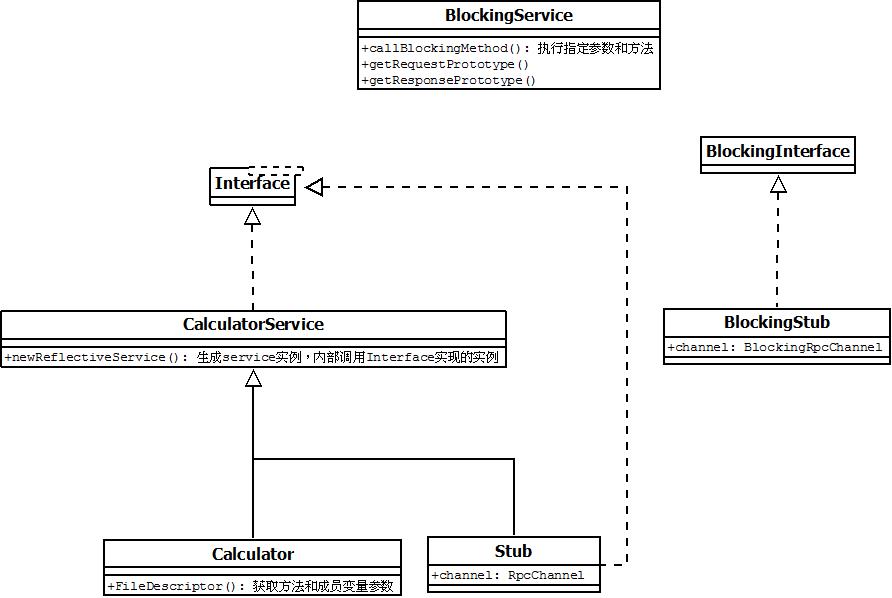 BlockingService
+callBlockingMethod(): 执行指定参数和方法
+getRequestPrototype()
+getResponsePrototype()
BlockingInterface
Interface
CalculatorService
+newReflectiveService(): 生成service实例，内部调用Interface实现的实例
BlockingStub
+channel: BlockingRpcChannel
Calculator
+FileDescriptor(): 获取方法和成员变量参数
Stub
+channel: RpcChannel